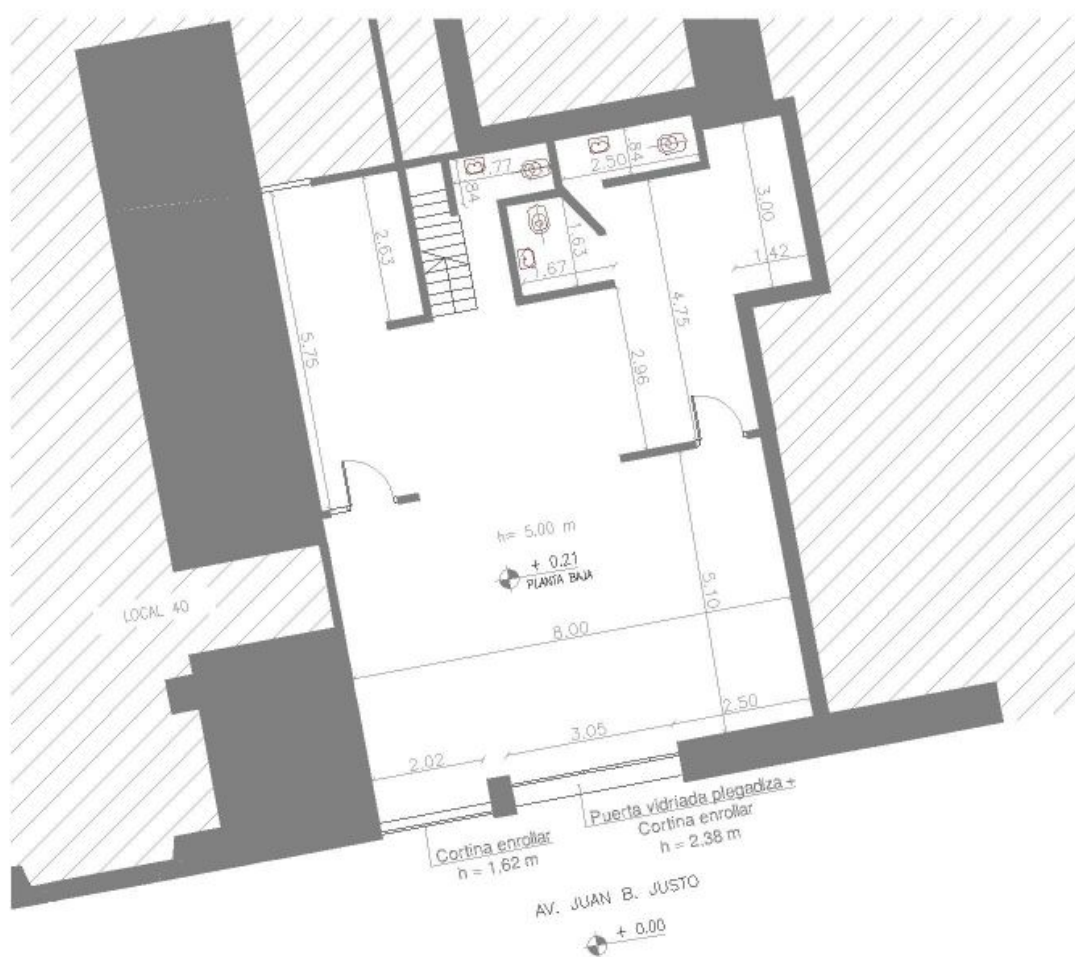 .84
.77
2.50
.84
2.63
1.63
3.00
1.67
1.42
5.75
4.75
2.96
h= 5.00 m
+ 0.21
PLANTA BAJA
5.10
LOCAL 40
8.00
2.50
3.05
2.02
Puerta vidriada plegadiza +
Cortina enrollar
h = 2,38 m
Cortina enrollar
h = 1,62 m
AV. JUAN B. JUSTO
+ 0.00